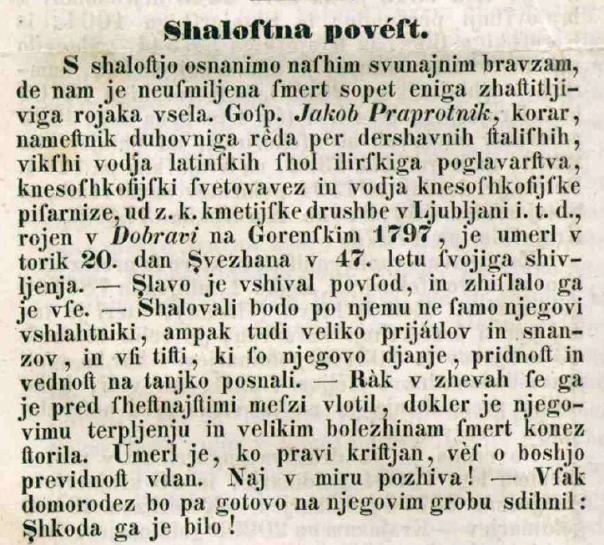 Shaloſtna povéſt.
S shaloſtjo osnanimo naſhim svunajnim bravzam,
de nam je neuſmiljena ſmert sopet eniga zhaſtitlji-
viga rojaka vsela. Goſp. Jakob Praprotnik, korar,
nameſtnik duhovniga rèda per dershavnih ſtaliſhih,
vikſhi vodja latinſkih ſhol ilirſkiga poglavarſtva,
knesoſhkofijſki ſvetovavez in vodja knesoſhkofijſke
piſarnize, ud z. k. kmetijſke drushbe v Ljubljani i. t. d.,
rojen v Dobravi na Gorenſkim 1797, je umerl v
torik 20. dan Şvezhana v 47. letu ſvojiga shiv-
ljenja. — Şlavo je vshival povſod, in zhiſlalo ga
je vſe. — Shalovali bodo po njemu ne ſamo njegovi
vshlahtniki, ampak tudi veliko prijátlov in snan-
zov, in vſi tiſti, ki ſo njegovo djanje, pridnoſt in
vednoſt na tanjko posnali. — Ràk v zhevah ſe ga
je pred ſheſtnajſtimi meſzi vlotil, dokler je njego-
vimu terpljenju in velikim bolezhinam ſmert konez
ſtorila. Umerl je, ko pravi kriſtjan, vèſ o boshjo
previdnoſt vdan. Naj v miru pozhiva! — Vſak
domorodez bo pa gotovo na njegovim grobu sdihnil:
Şhkoda ga je bilo!